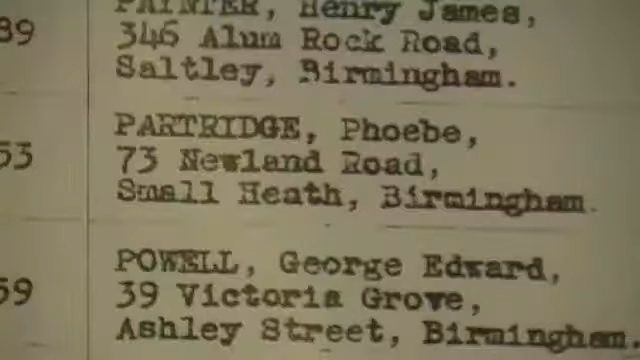 PAINTER, Henry James,
89 346 Alum Rock Road,
Saltley, Birmingham.
PARTRIDGE, Phoebe,
53 73 Newland Road,
Small Heath, Birmingham.
POWELL, George Edward,
59 39 Victoria Grove,
Ashley Street, Birmingham.